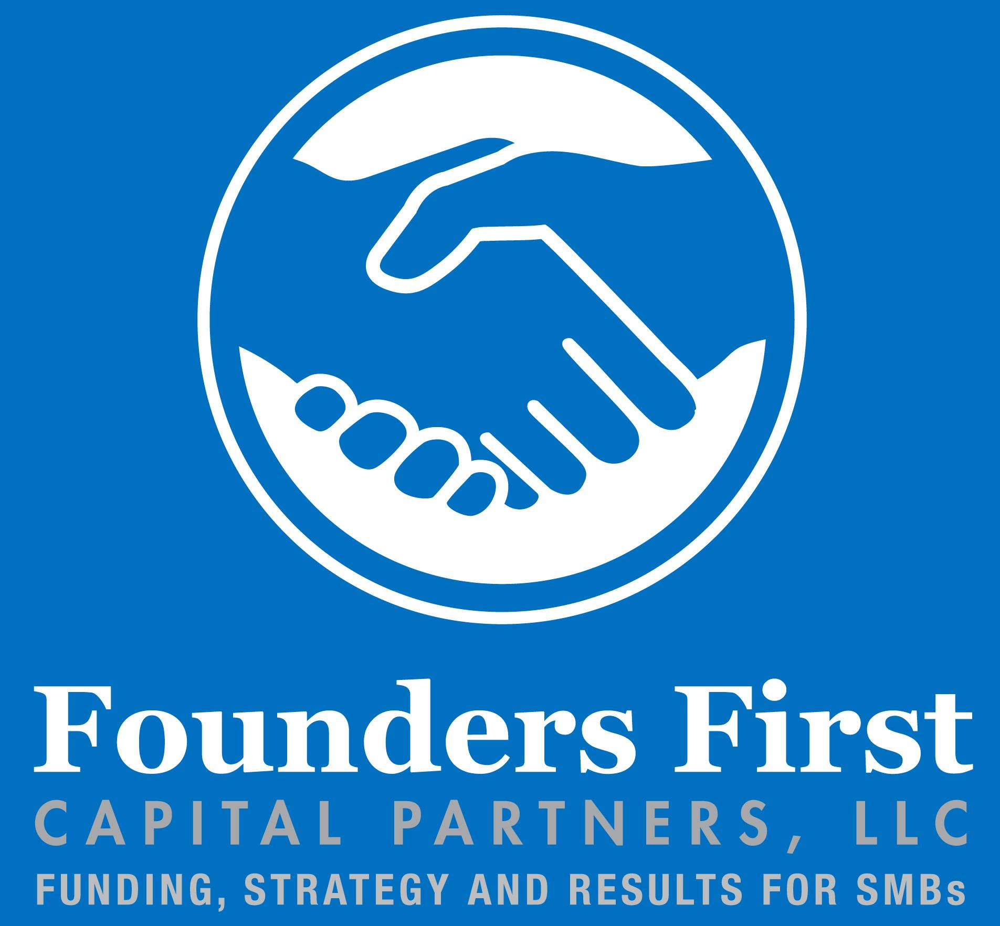 Founders First
CAPITAL PARTNERS, LLC
FUNDING, STRATEGY AND RESULTS FOR SMBs